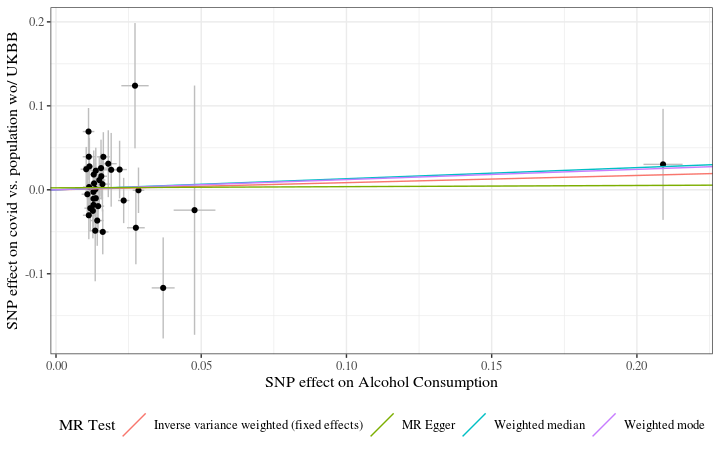 SNP effect on covid vs. population wo/ UKBB
0.2
0.1
0.0
-0.1
0.00 0.05 0.10 0.15 0.20
SNP effect on Alcohol Consumption
MR Test Inverse variance weighted (fixed effects) MR Egger Weighted median Weighted mode